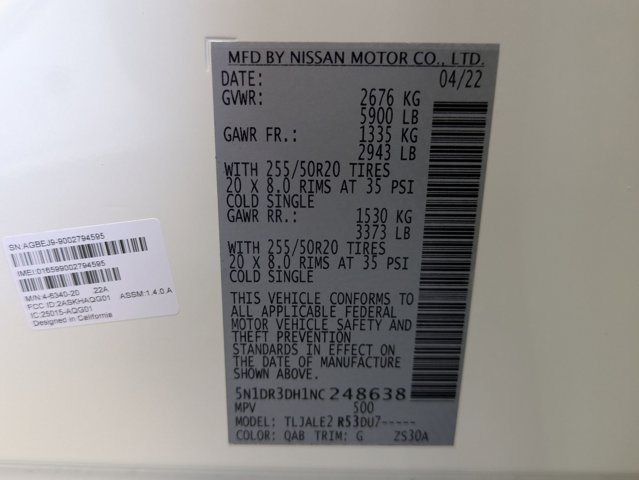 MFD BY NISSAN MOTOR CO., LTD.
DATE: 04/22
GVWR: 2676 KG
5900 LB
GAWR FR.: 1335 KG
2943 LB
WITH 255/50R20 TIRES
20 X 8.0 RIMS AT 35 PSI
COLD SINGLE
GAWR RR.: 1530 KG
3373 LB
WITH 255/50R20 TIRES
20 X 8.0 RIMS AT 35 PSI
COLD SINGLE
THIS VEHICLE CONFORMS TO
ALL APPLICABLE FEDERAL
MOTOR VEHICLE SAFETY
AND THEFT PREVENTION
STANDARDS IN EFFECT ON
THE DATE OF MANUFACTURE
SHOWN ABOVE.
5N1DR3DH1NC248638
MPV 500
MODEL: TLJALE2 R53DU7-----
COLOR: QAB TRIM: G ZS30A
SN:AGBEJ9-9002794595
IMEI:016599002794595
M/N:4-6340-20 22A
FCC ID:2ASKHAQG01 ASSM:1.4.0.A
IC:25015-AQG01
Designed in California